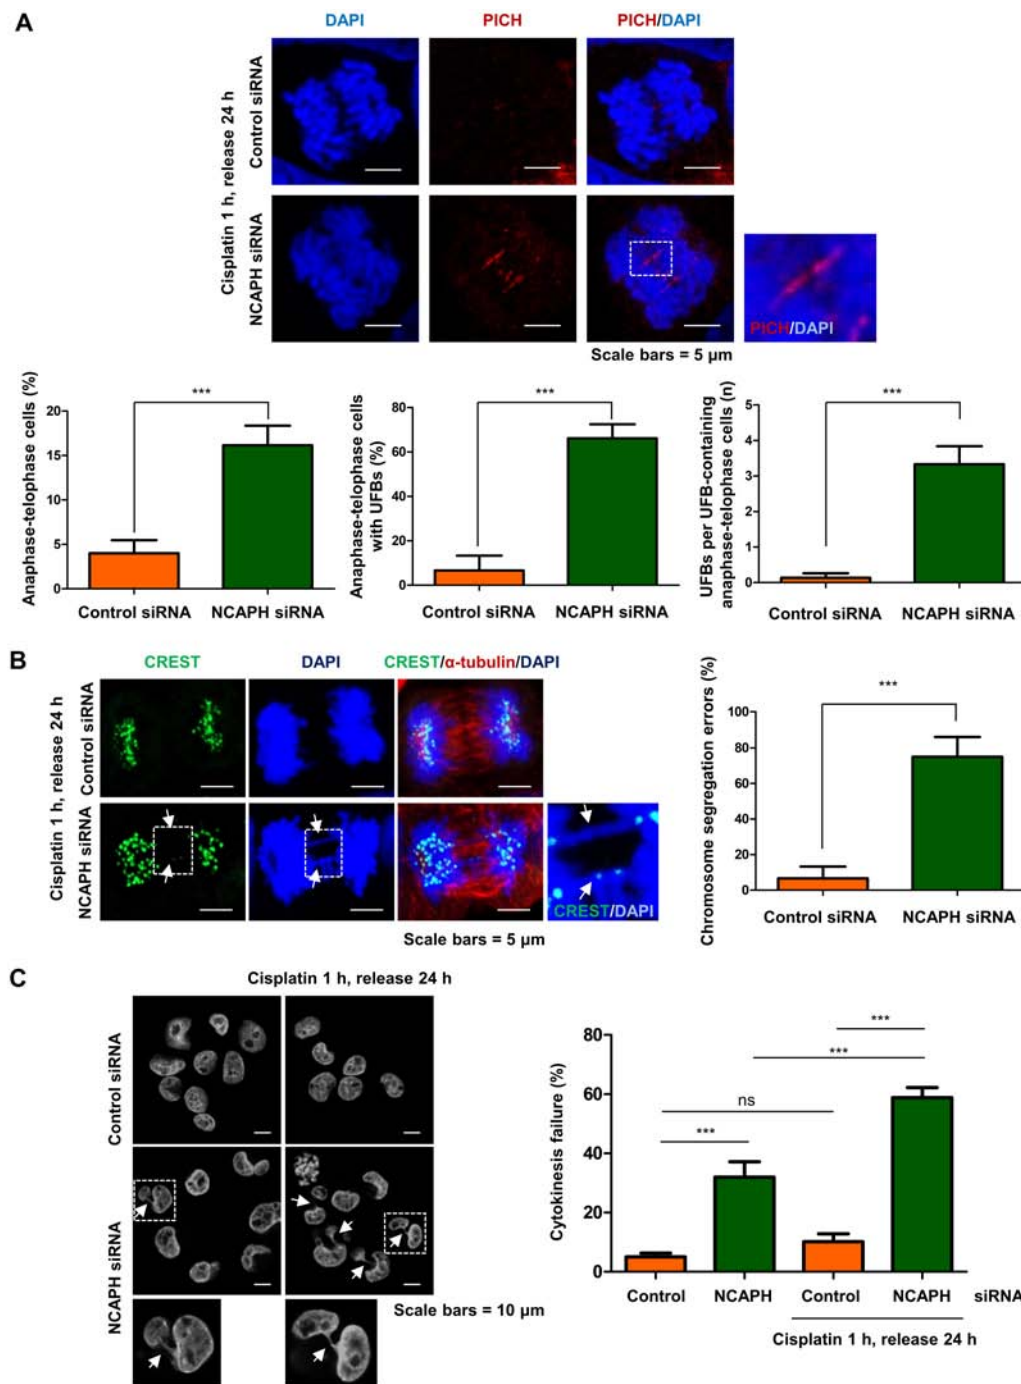 A
DAPI
PICH
PICH/DAPI
Cisplatin 1 h, release 24 h
Control siRNA
NCAPH siRNA
PICH/DAPI
Scale bars = 5 µm
Anaphase-telophase cells (%)
20
15
10
5
0
***
Control siRNA
NCAPH siRNA
Anaphase-telophase cells
with UFBs (%)
80
60
40
20
0
***
Control siRNA
NCAPH siRNA
UFBs per UFB-containing
anaphase-telophase cells (n)
5
4
3
2
1
0
***
Control siRNA
NCAPH siRNA
B
CREST
DAPI
CREST/α-tubulin/DAPI
Cisplatin 1 h, release 24 h
Control siRNA
NCAPH siRNA
CREST/DAPI
Scale bars = 5 µm
Chromosome segregation errors (%)
100
80
60
40
20
0
***
Control siRNA
NCAPH siRNA
C
Cisplatin 1 h, release 24 h
Control siRNA
NCAPH siRNA
Scale bars = 10 µm
Cytokinesis failure (%)
80
60
40
20
0
***
***
ns
***
Control
NCAPH
Control
NCAPH
siRNA
Cisplatin 1 h, release 24 h